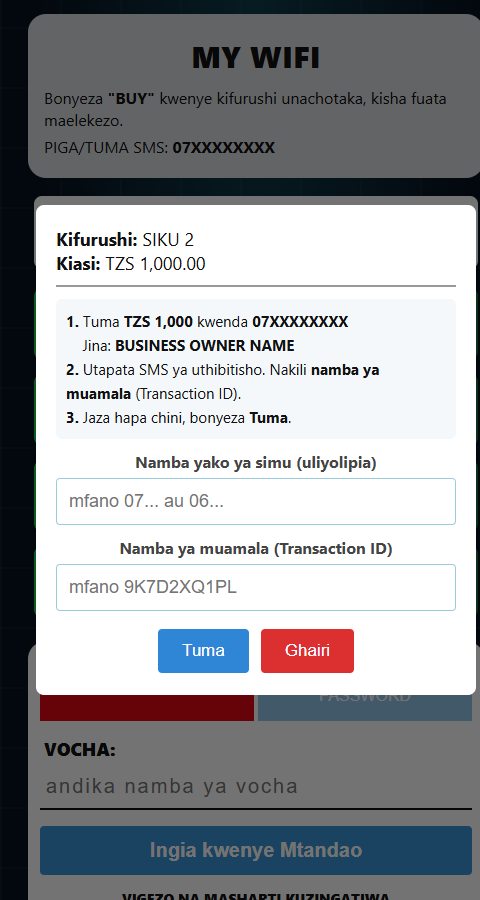 MY WIFI
Bonyeza "BUY" kwenye kifurushi unachotaka, kisha fuata
maelekezo.
PIGA/TUMA SMS: 07XXXXXXXX
Kifurushi: SIKU 2
Kiasi: TZS 1,000.00
1. Tuma TZS 1,000 kwenda 07XXXXXXXX
Jina: BUSINESS OWNER NAME
2. Utapata SMS ya uthibitisho. Nakili namba ya
muamala (Transaction ID).
3. Jaza hapa chini, bonyeza Tuma.
Namba yako ya simu (uliyolipia)
mfano 07... au 06...
Namba ya muamala (Transaction ID)
mfano 9K7D2XQ1PL
Tuma Ghairi
PASSWORD
VOCHA:
andika namba ya vocha
Ingia kwenye Mtandao
VIGEZO NA MASHARTI KUZINGATIWA